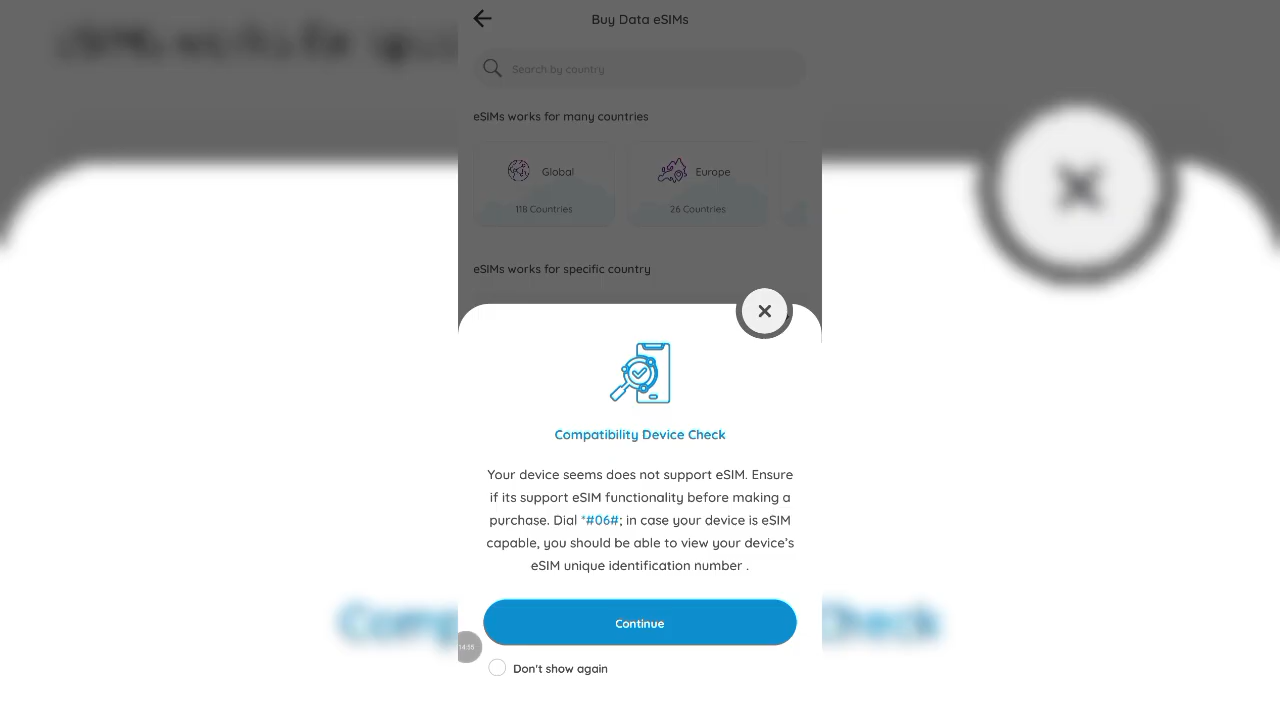 Buy Data eSIMs
Search by country
eSIMs works for many countries
Global
Europe
118 Countries
26 Countries
eSIMs works for specific country
Compatibility Device Check
Your device seems does not support eSIM. Ensure
if its support eSIM functionality before making a
purchase. Dial *#06#; in case your device is eSIM
capable, you should be able to view your device's
eSIM unique identification number .
Continue
Don't show again